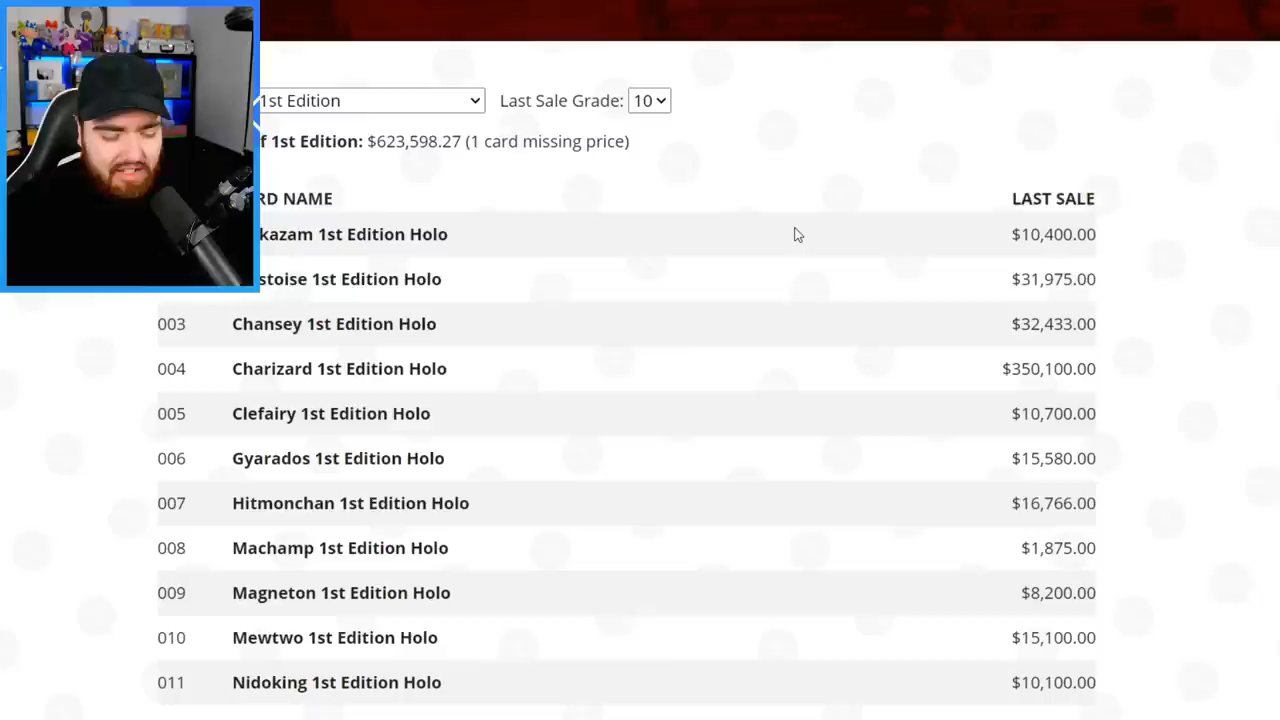 1st Edition Last Sale Grade: 10
f 1st Edition: $623,598.27 (1 card missing price)
RD NAME LAST SALE
kazam 1st Edition Holo $10,400.00
stoise 1st Edition Holo $31,975.00
003 Chansey 1st Edition Holo $32,433.00
004 Charizard 1st Edition Holo $350,100.00
005 Clefairy 1st Edition Holo $10,700.00
006 Gyarados 1st Edition Holo $15,580.00
007 Hitmonchan 1st Edition Holo $16,766.00
008 Machamp 1st Edition Holo $1,875.00
009 Magneton 1st Edition Holo $8,200.00
010 Mewtwo 1st Edition Holo $15,100.00
011 Nidoking 1st Edition Holo $10,100.00